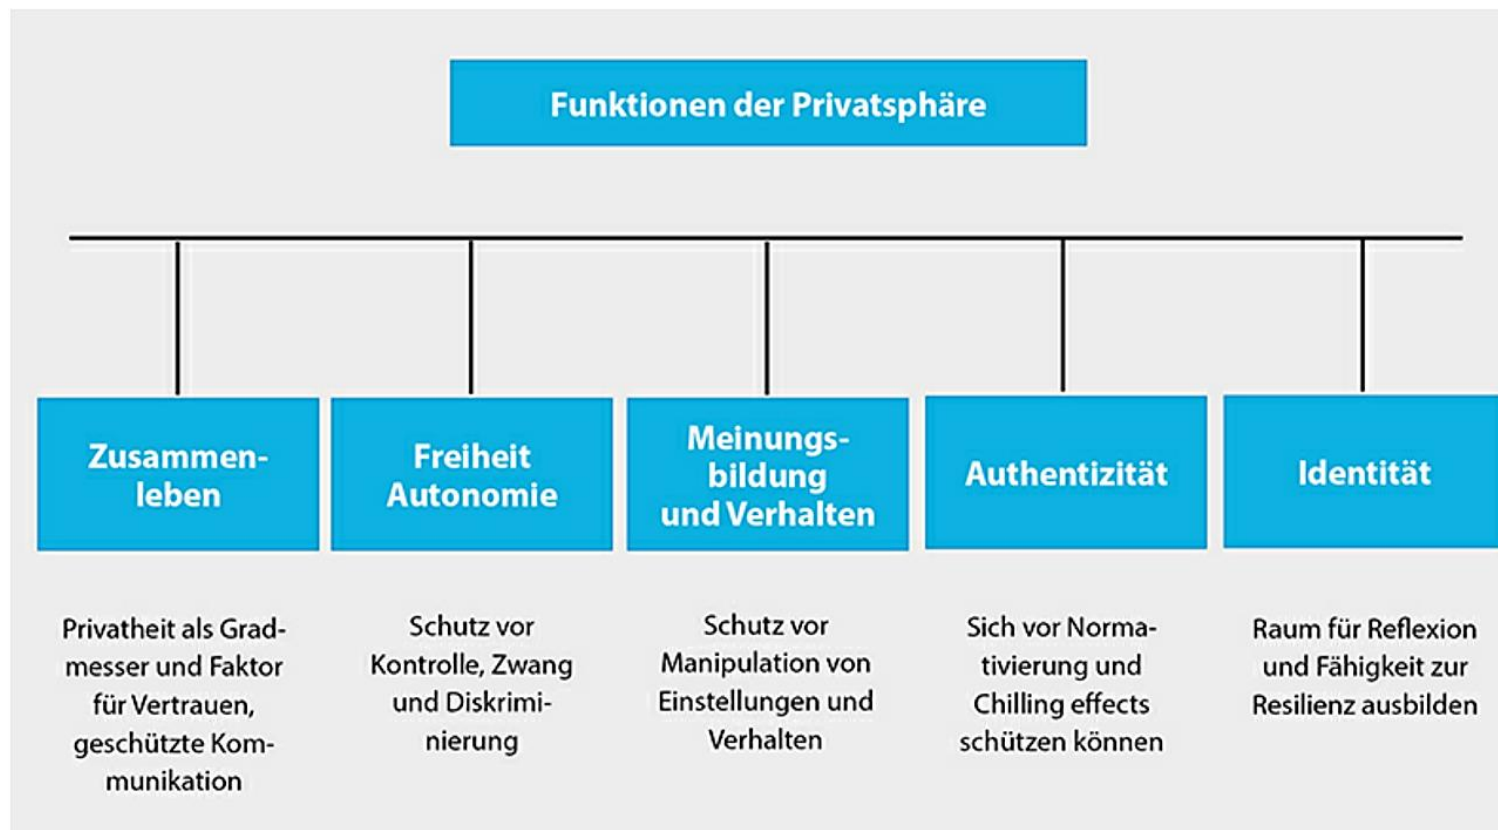 Funktionen der Privatsphäre
Zusammen-
leben
Freiheit
Autonomie
Meinungs-
bildung
und Verhalten
Authentizität
Identität
Privatheit als Grad-
messer und Faktor
für Vertrauen,
geschützte Kom-
munikation
Schutz vor
Kontrolle, Zwang
und Diskrimi-
nierung
Schutz vor
Manipulation von
Einstellungen und
Verhalten
Sich vor Norma-
tivierung und
Chilling effects
schützen können
Raum für Reflexion
und Fähigkeit zur
Resilienz ausbilden